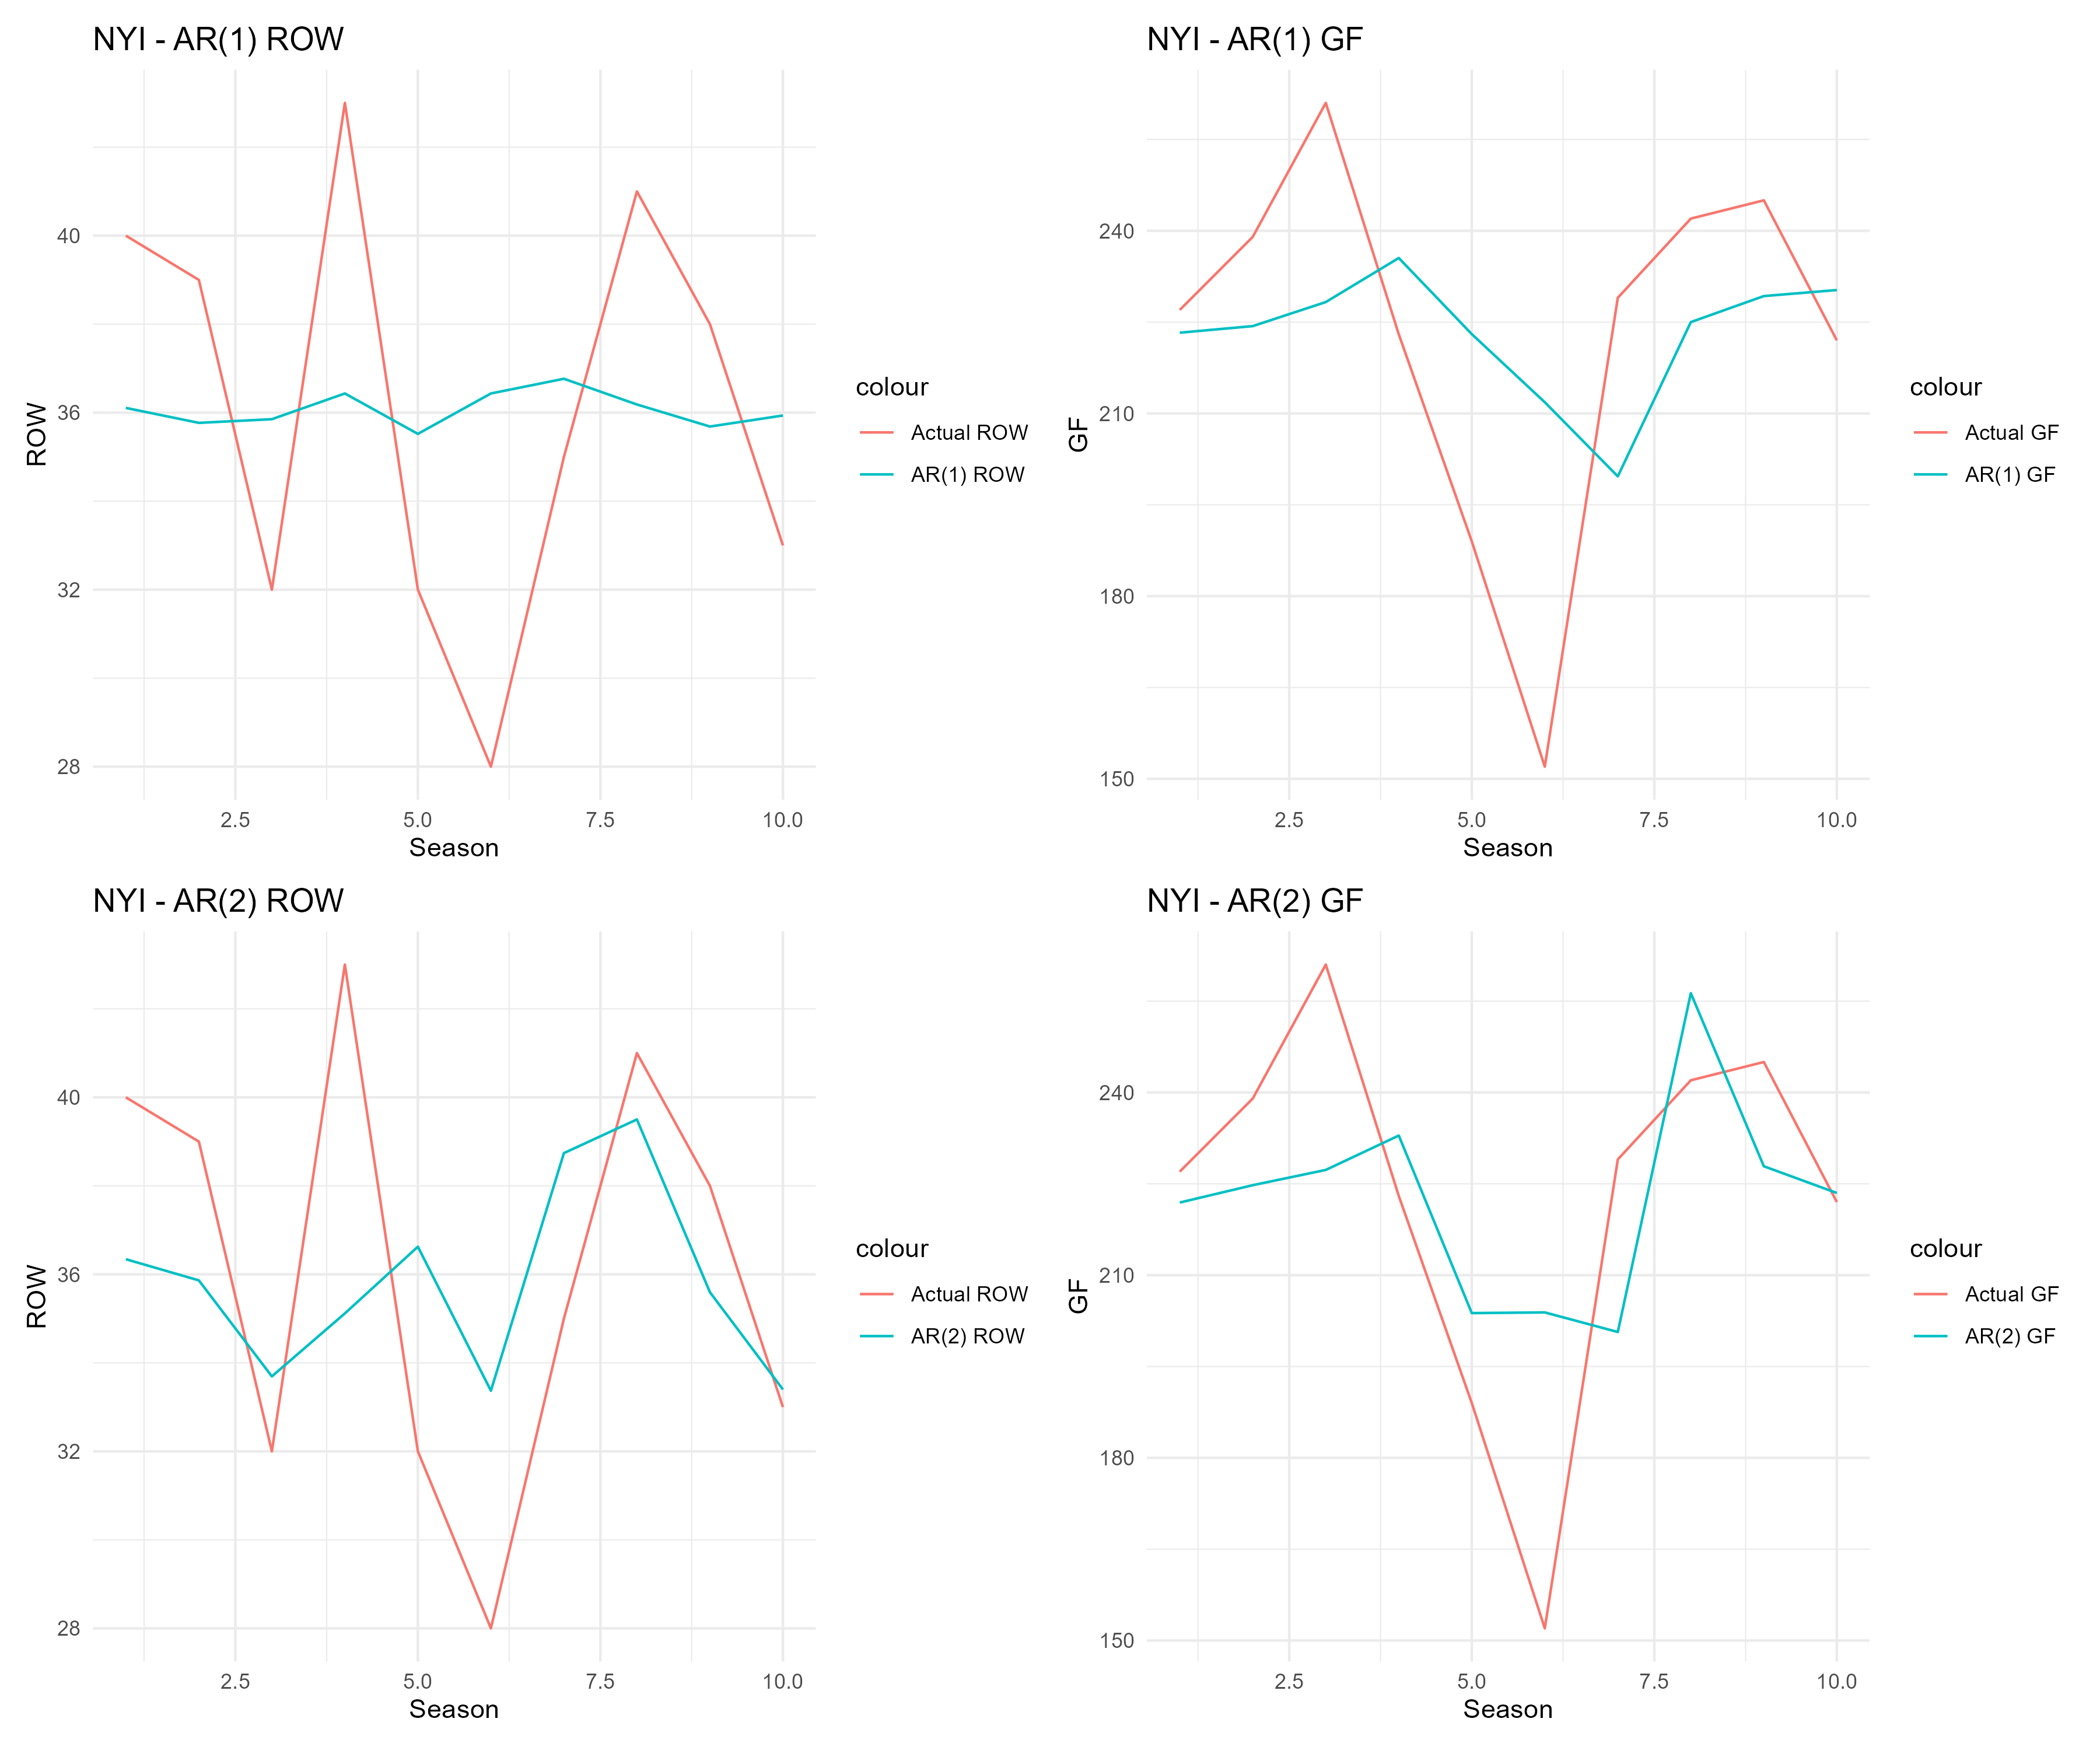 NYI - AR(1) ROW
40
36
32
28
ROW
2.5 5.0 7.5 10.0
Season
colour
Actual ROW
AR(1) ROW
NYI - AR(1) GF
240
210
180
150
GF
2.5 5.0 7.5 10.0
Season
colour
Actual GF
AR(1) GF
NYI - AR(2) ROW
40
36
32
28
ROW
2.5 5.0 7.5 10.0
Season
colour
Actual ROW
AR(2) ROW
NYI - AR(2) GF
240
210
180
150
GF
2.5 5.0 7.5 10.0
Season
colour
Actual GF
AR(2) GF